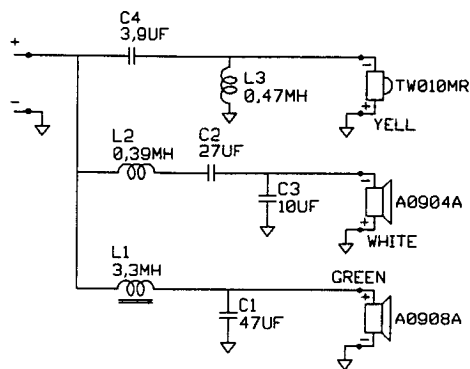 C4
3,9UF
+
-
L3
0,47MH
-
TW010MR
+
YELL
L2
0,39MH
C2
27UF
C3
10UF
-
A0904A
+
WHITE
L1
3,3MH
GREEN
C1
47UF
+
A0908A
-